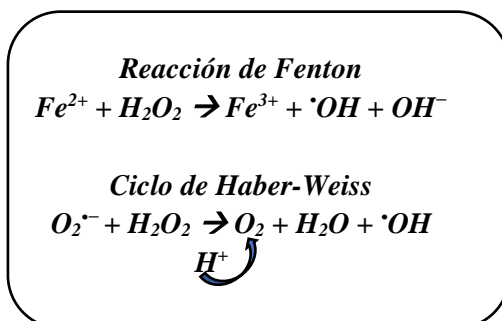 Reacción de Fenton
Fe²⁺ + H₂O₂ → Fe³⁺ + ˙OH + OH⁻
Ciclo de Haber-Weiss
O₂˙⁻ + H₂O₂ → O₂ + H₂O + ˙OH
H⁺